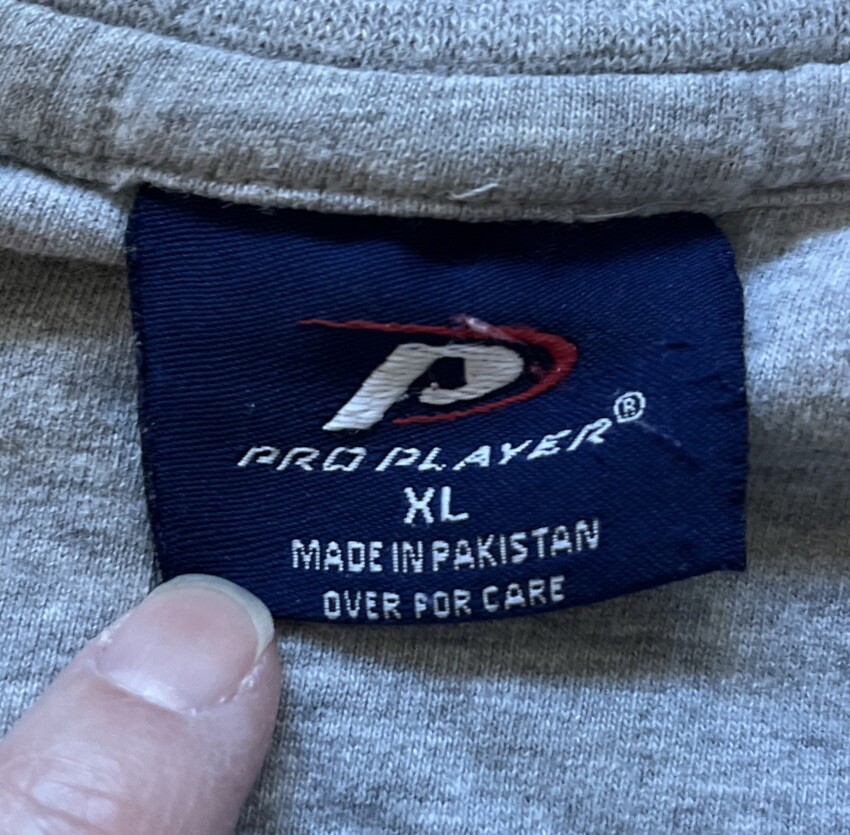 P
PRO PLAYER®
XL
MADE IN PAKISTAN
OVER FOR CARE